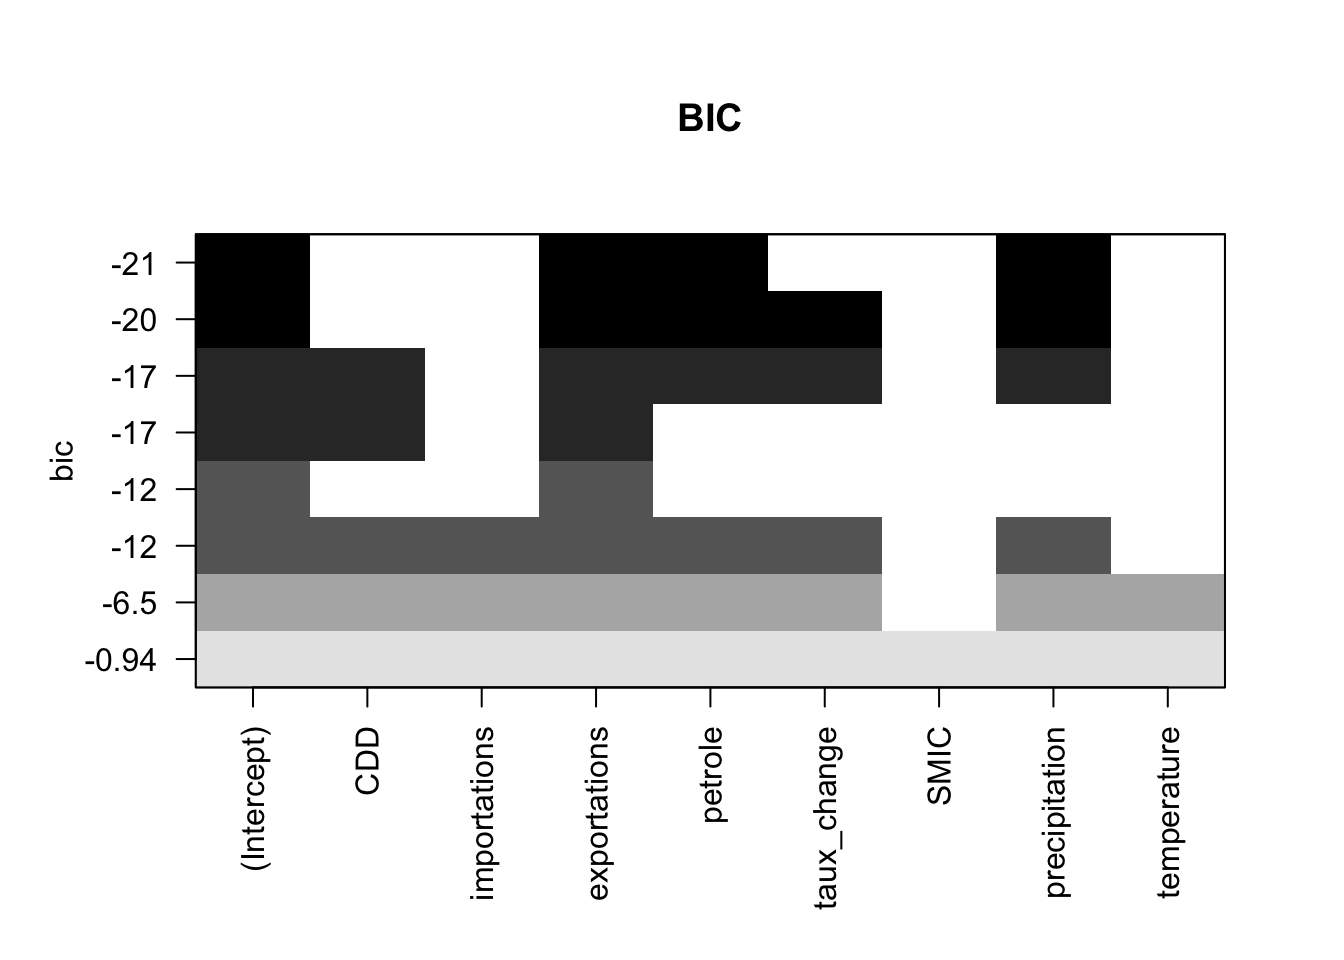 BIC
bic
-21
-20
-17
-17
-12
-12
-6.5
-0.94
(Intercept)
CDD
importations
exportations
petrole
taux_change
SMIC
precipitation
temperature